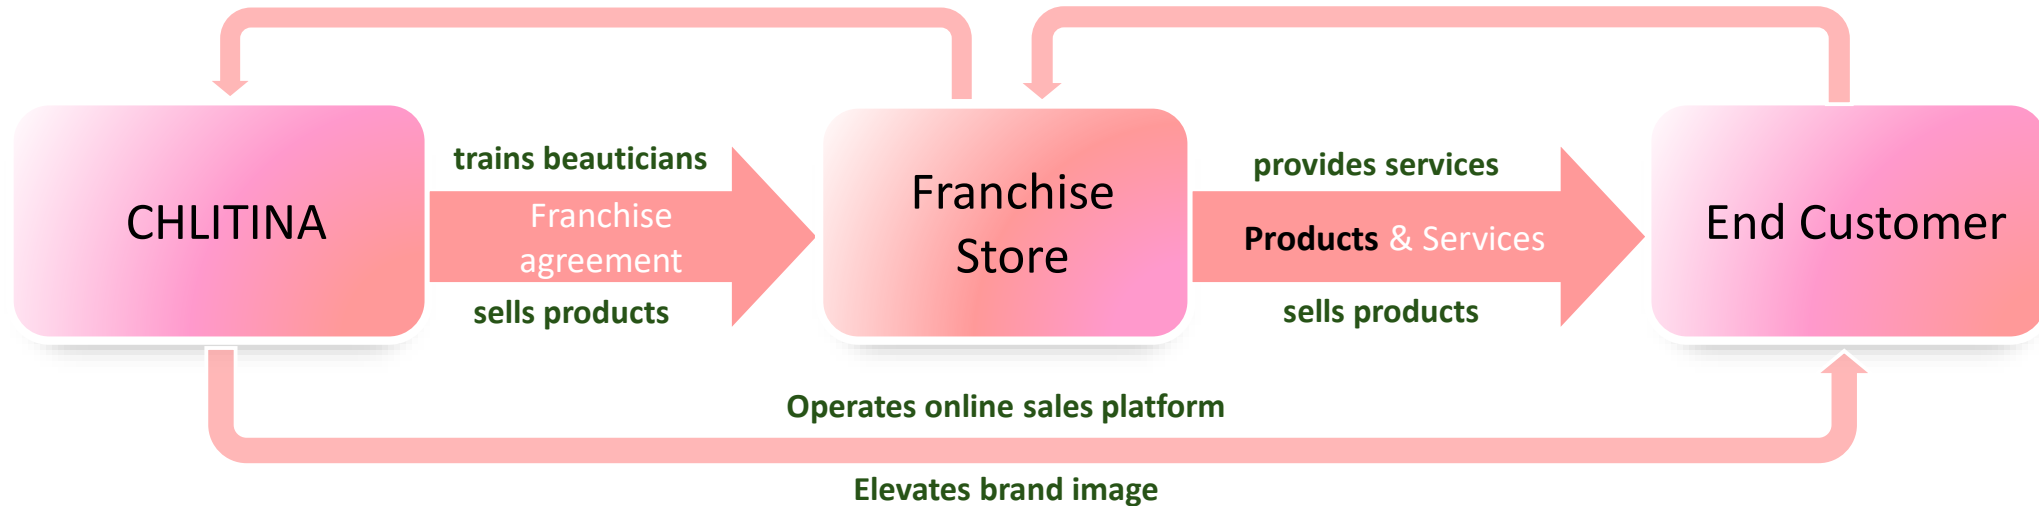 CHLITINA
trains beauticians
Franchise
agreement
sells products
Franchise
Store
provides services
Products & Services
sells products
End Customer
Operates online sales platform
Elevates brand image